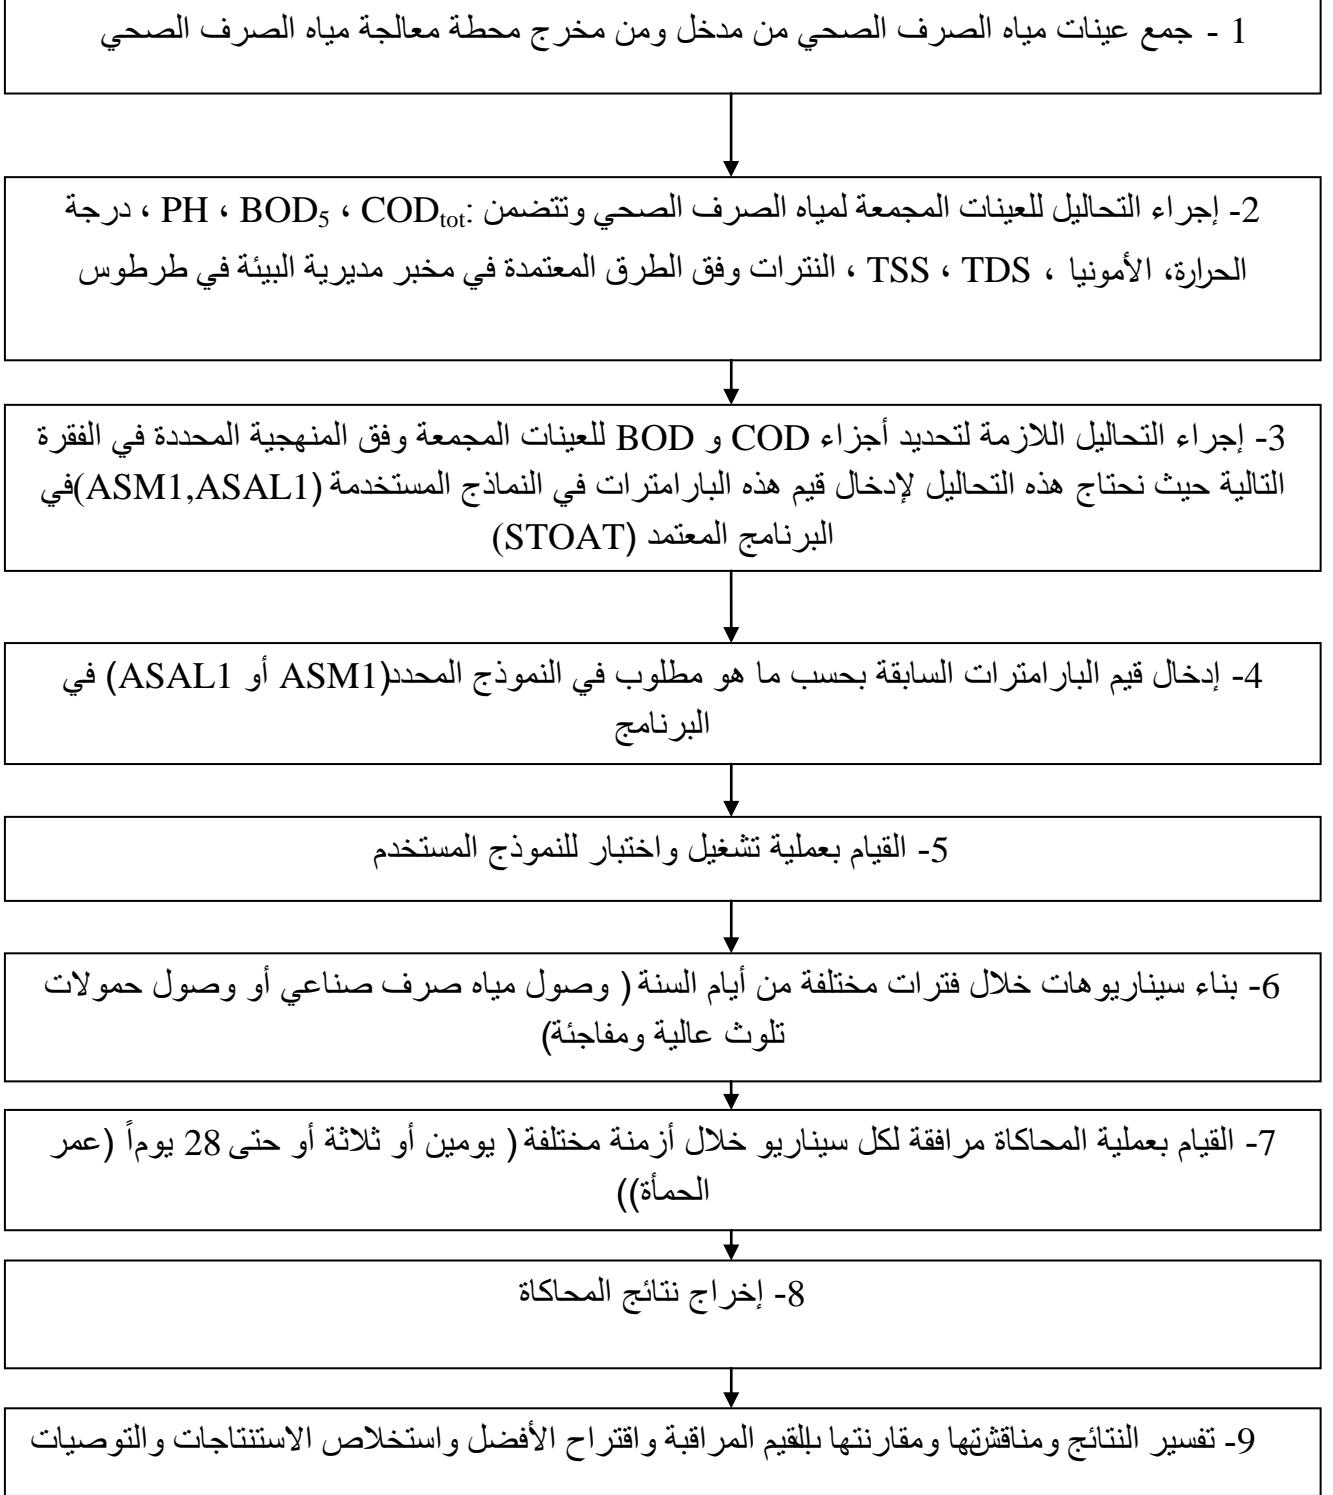 1 - جمع عينات مياه الصرف الصحي من مدخل ومن مخرج محطة معالجة مياه الصرف الصحي
2- إجراء التحاليل للعينات المجمعة لمياه الصرف الصحي وتتضمن :CODtot ، BOD5 ، PH ، درجة
الحرارة، الأمونيا ، TDS ، TSS ، النترات وفق الطرق المعتمدة في مخبر مديرية البيئة في طرطوس
3- إجراء التحاليل اللازمة لتحديد أجزاء COD و BOD للعينات المجمعة وفق المنهجية المحددة في الفقرة
التالية حيث نحتاج هذه التحاليل لإدخال قيم هذه البارامترات في النماذج المستخدمة (ASM1,ASAL1)في
البرنامج المعتمد (STOAT)
4- إدخال قيم البارامترات السابقة بحسب ما هو مطلوب في النموذج المحدد(ASM1 أو ASAL1) في
البرنامج
5- القيام بعملية تشغيل واختبار للنموذج المستخدم
6- بناء سيناريوهات خلال فترات مختلفة من أيام السنة ( وصول مياه صرف صناعي أو وصول حمولات
تلوث عالية ومفاجئة)
7- القيام بعملية المحاكاة مرافقة لكل سيناريو خلال أزمنة مختلفة ( يومين أو ثلاثة أو حتى 28 يوماً (عمر
الحمأة))
8- إخراج نتائج المحاكاة
9- تفسير النتائج ومناقشتها ومقارنتها بالقيم المراقبة واقتراح الأفضل واستخلاص الاستنتاجات والتوصيات